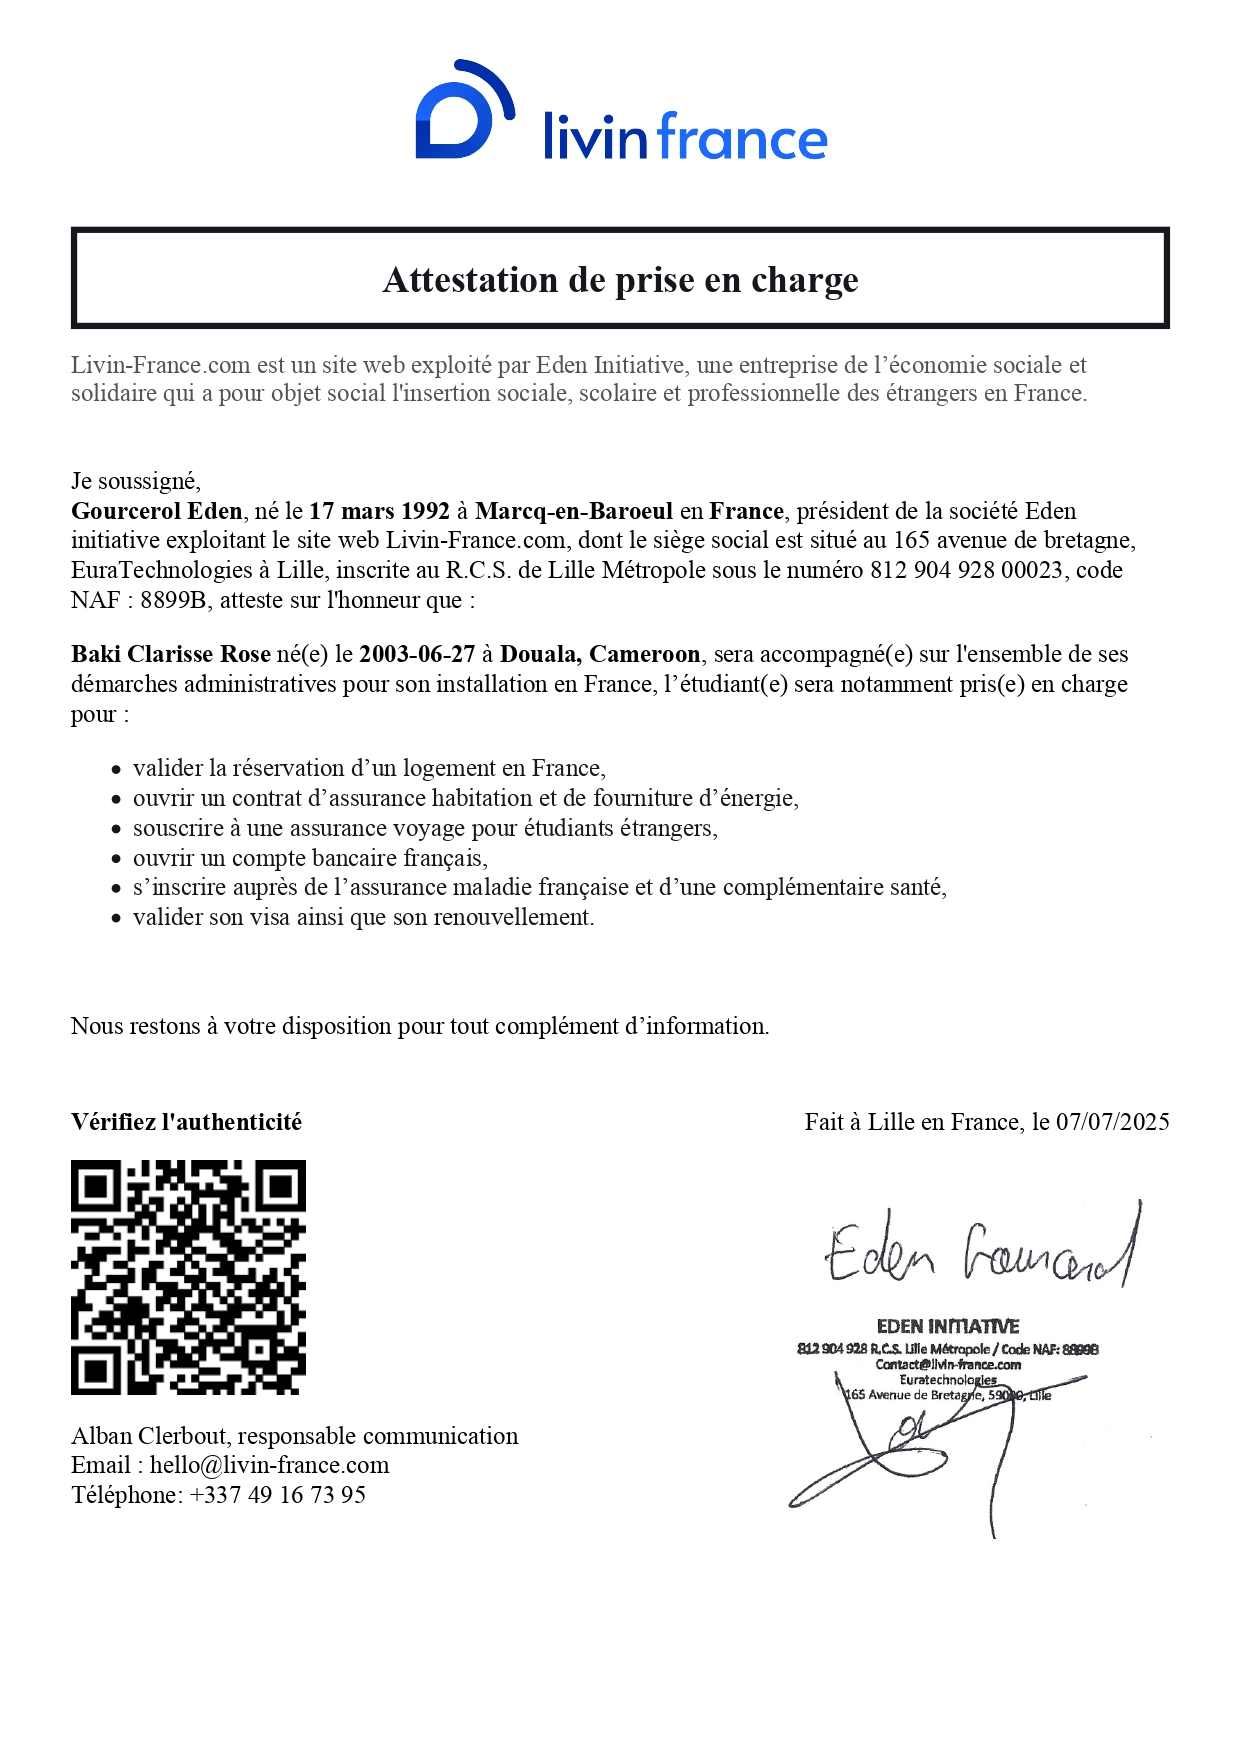 livin france
Attestation de prise en charge
Livin-France.com est un site web exploité par Eden Initiative, une entreprise de l’économie sociale et
solidaire qui a pour objet social l'insertion sociale, scolaire et professionnelle des étrangers en France.
Je soussigné,
Gourcerol Eden, né le 17 mars 1992 à Marcq-en-Baroeul en France, président de la société Eden
initiative exploitant le site web Livin-France.com, dont le siège social est situé au 165 avenue de bretagne,
EuraTechnologies à Lille, inscrite au R.C.S. de Lille Métropole sous le numéro 812 904 928 00023, code
NAF : 8899B, atteste sur l'honneur que :
Baki Clarisse Rose né(e) le 2003-06-27 à Douala, Cameroon, sera accompagné(e) sur l'ensemble de ses
démarches administratives pour son installation en France, l’étudiant(e) sera notamment pris(e) en charge
pour :
• valider la réservation d’un logement en France,
• ouvrir un contrat d’assurance habitation et de fourniture d’énergie,
• souscrire à une assurance voyage pour étudiants étrangers,
• ouvrir un compte bancaire français,
• s’inscrire auprès de l’assurance maladie française et d’une complémentaire santé,
• valider son visa ainsi que son renouvellement.
Nous restons à votre disposition pour tout complément d’information.
Vérifiez l'authenticité
Fait à Lille en France, le 07/07/2025
Eden
EDEN INITIATIVE
812 904 928 R.C.S. Lille Métropole / Code NAF: 8899B
Contact@livin-france.com
Euratechnologies
165 Avenue de Bretagne, 59000, Lille
Alban Clerbout, responsable communication
Email : hello@livin-france.com
Téléphone: +337 49 16 73 95